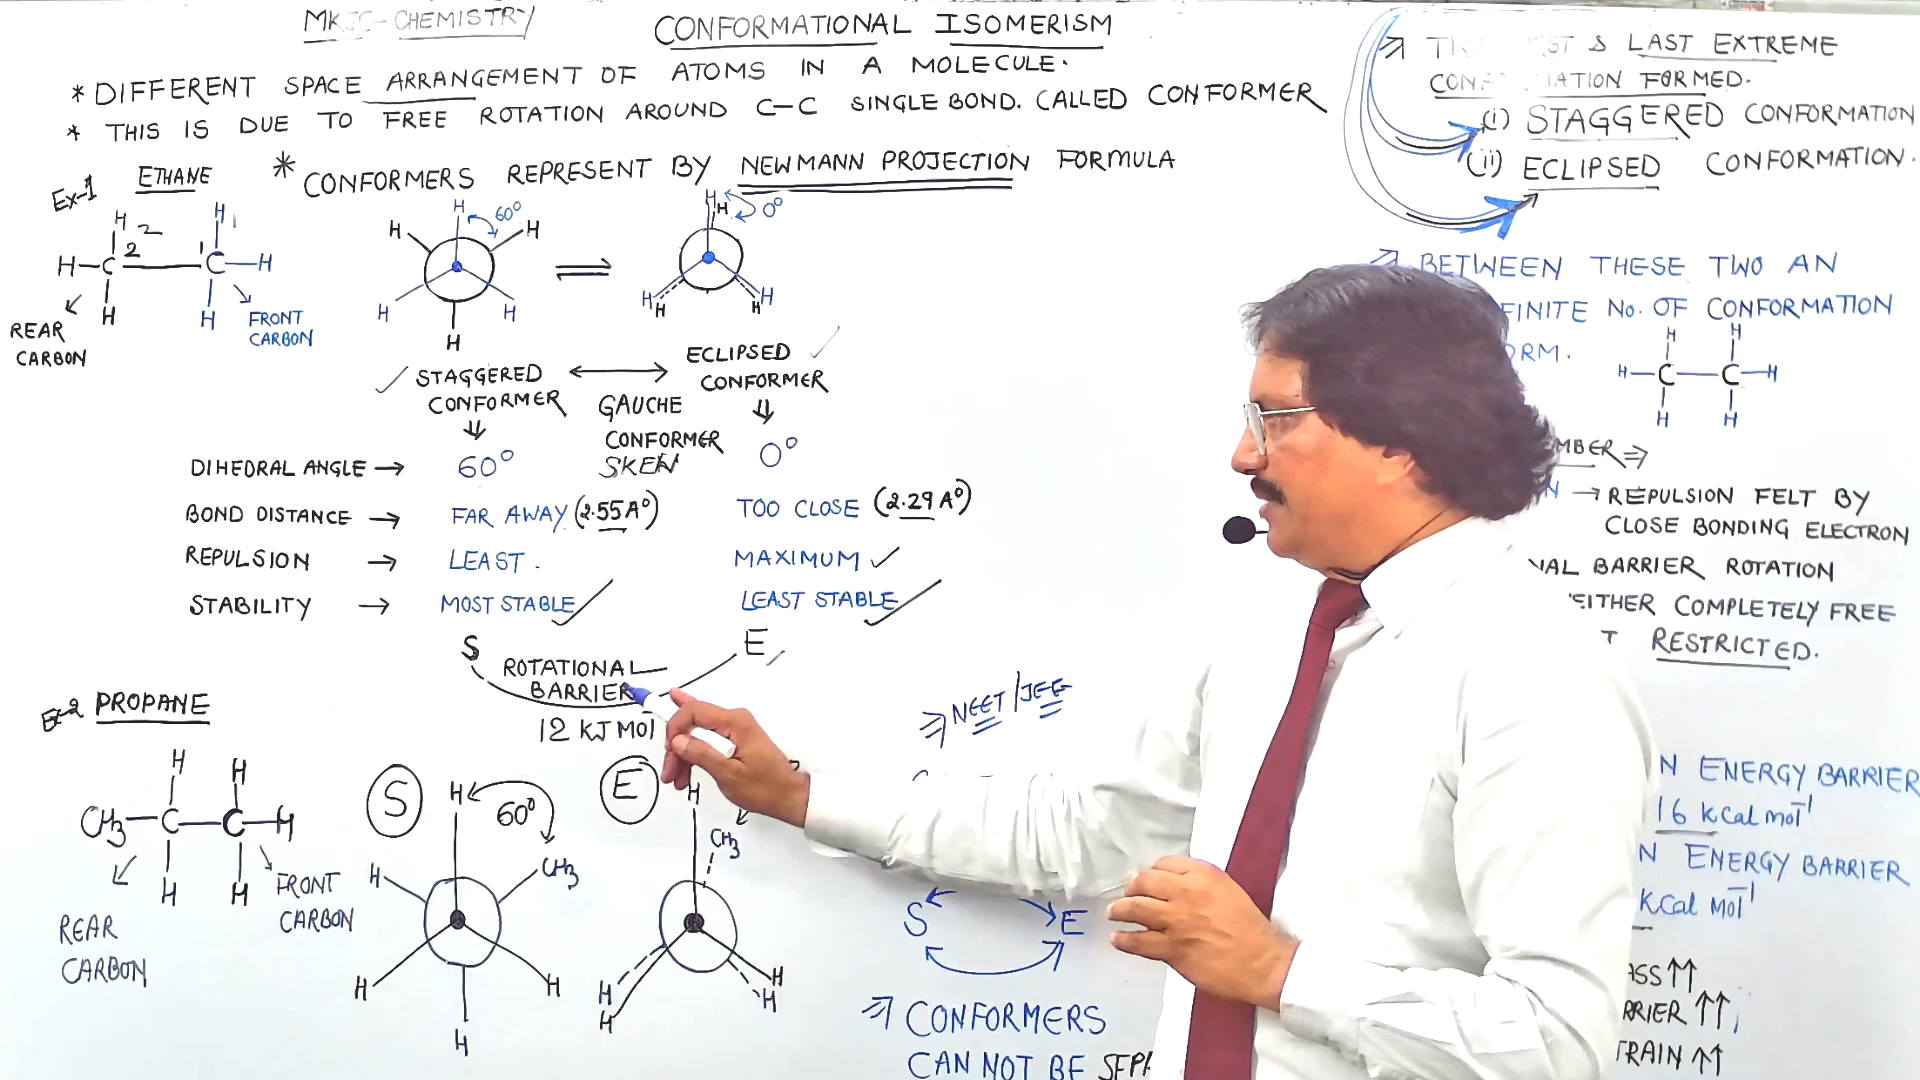 CHEMISTRY
CONFORMATIONAL ISOMERISM
* DIFFERENT SPACE ARRANGEMENT OF ATOMS IN A MOLECULE.
* THIS IS DUE TO FREE ROTATION AROUND C-C SINGLE BOND. CALLED CONFORMER
* CONFORMERS REPRESENT BY NEWMANN PROJECTION FORMULA
Ex-1 ETHANE
H 2 H 1
H-C 2 1 C-H
H H
REAR CARBON
FRONT CARBON
H 60° H H
H H
H
H H 0°
H H
H H
STAGGERED CONFORMER
GAUCHE CONFORMER
SKEW
ECLIPSED CONFORMER
DIHEDRAL ANGLE → 60° 0°
BOND DISTANCE → FAR AWAY (2.55A°) TOO CLOSE (2.29A°)
REPULSION → LEAST. MAXIMUM ✓
STABILITY → MOST STABLE ✓ LEAST STABLE ✓
S E
ROTATIONAL
BARRIER
12 KJ Mol
Ex-2 PROPANE
H H
CH3-C-C-H
H H
REAR CARBON
FRONT CARBON
S
H 60°
H CH3
H H
H
E
H
CH3
H H
H H
& LAST EXTREME
FORMED.
(i) STAGGERED CONFORMATION
(ii) ECLIPSED CONFORMATION.
BETWEEN THESE TWO AN
No. OF CONFORMATION
H H
H-C-C-H
H H
→ REPULSION FELT BY
CLOSE BONDING ELECTRON
BARRIER ROTATION
COMPLETELY FREE
RESTRICTED.
⇒ NEET/JEE
ENERGY BARRIER
16 kCal mol⁻¹
ENERGY BARRIER
kCal Mol⁻¹
S E
⇒ CONFORMERS
CAN NOT BE
↑↑
↑↑
↑↑